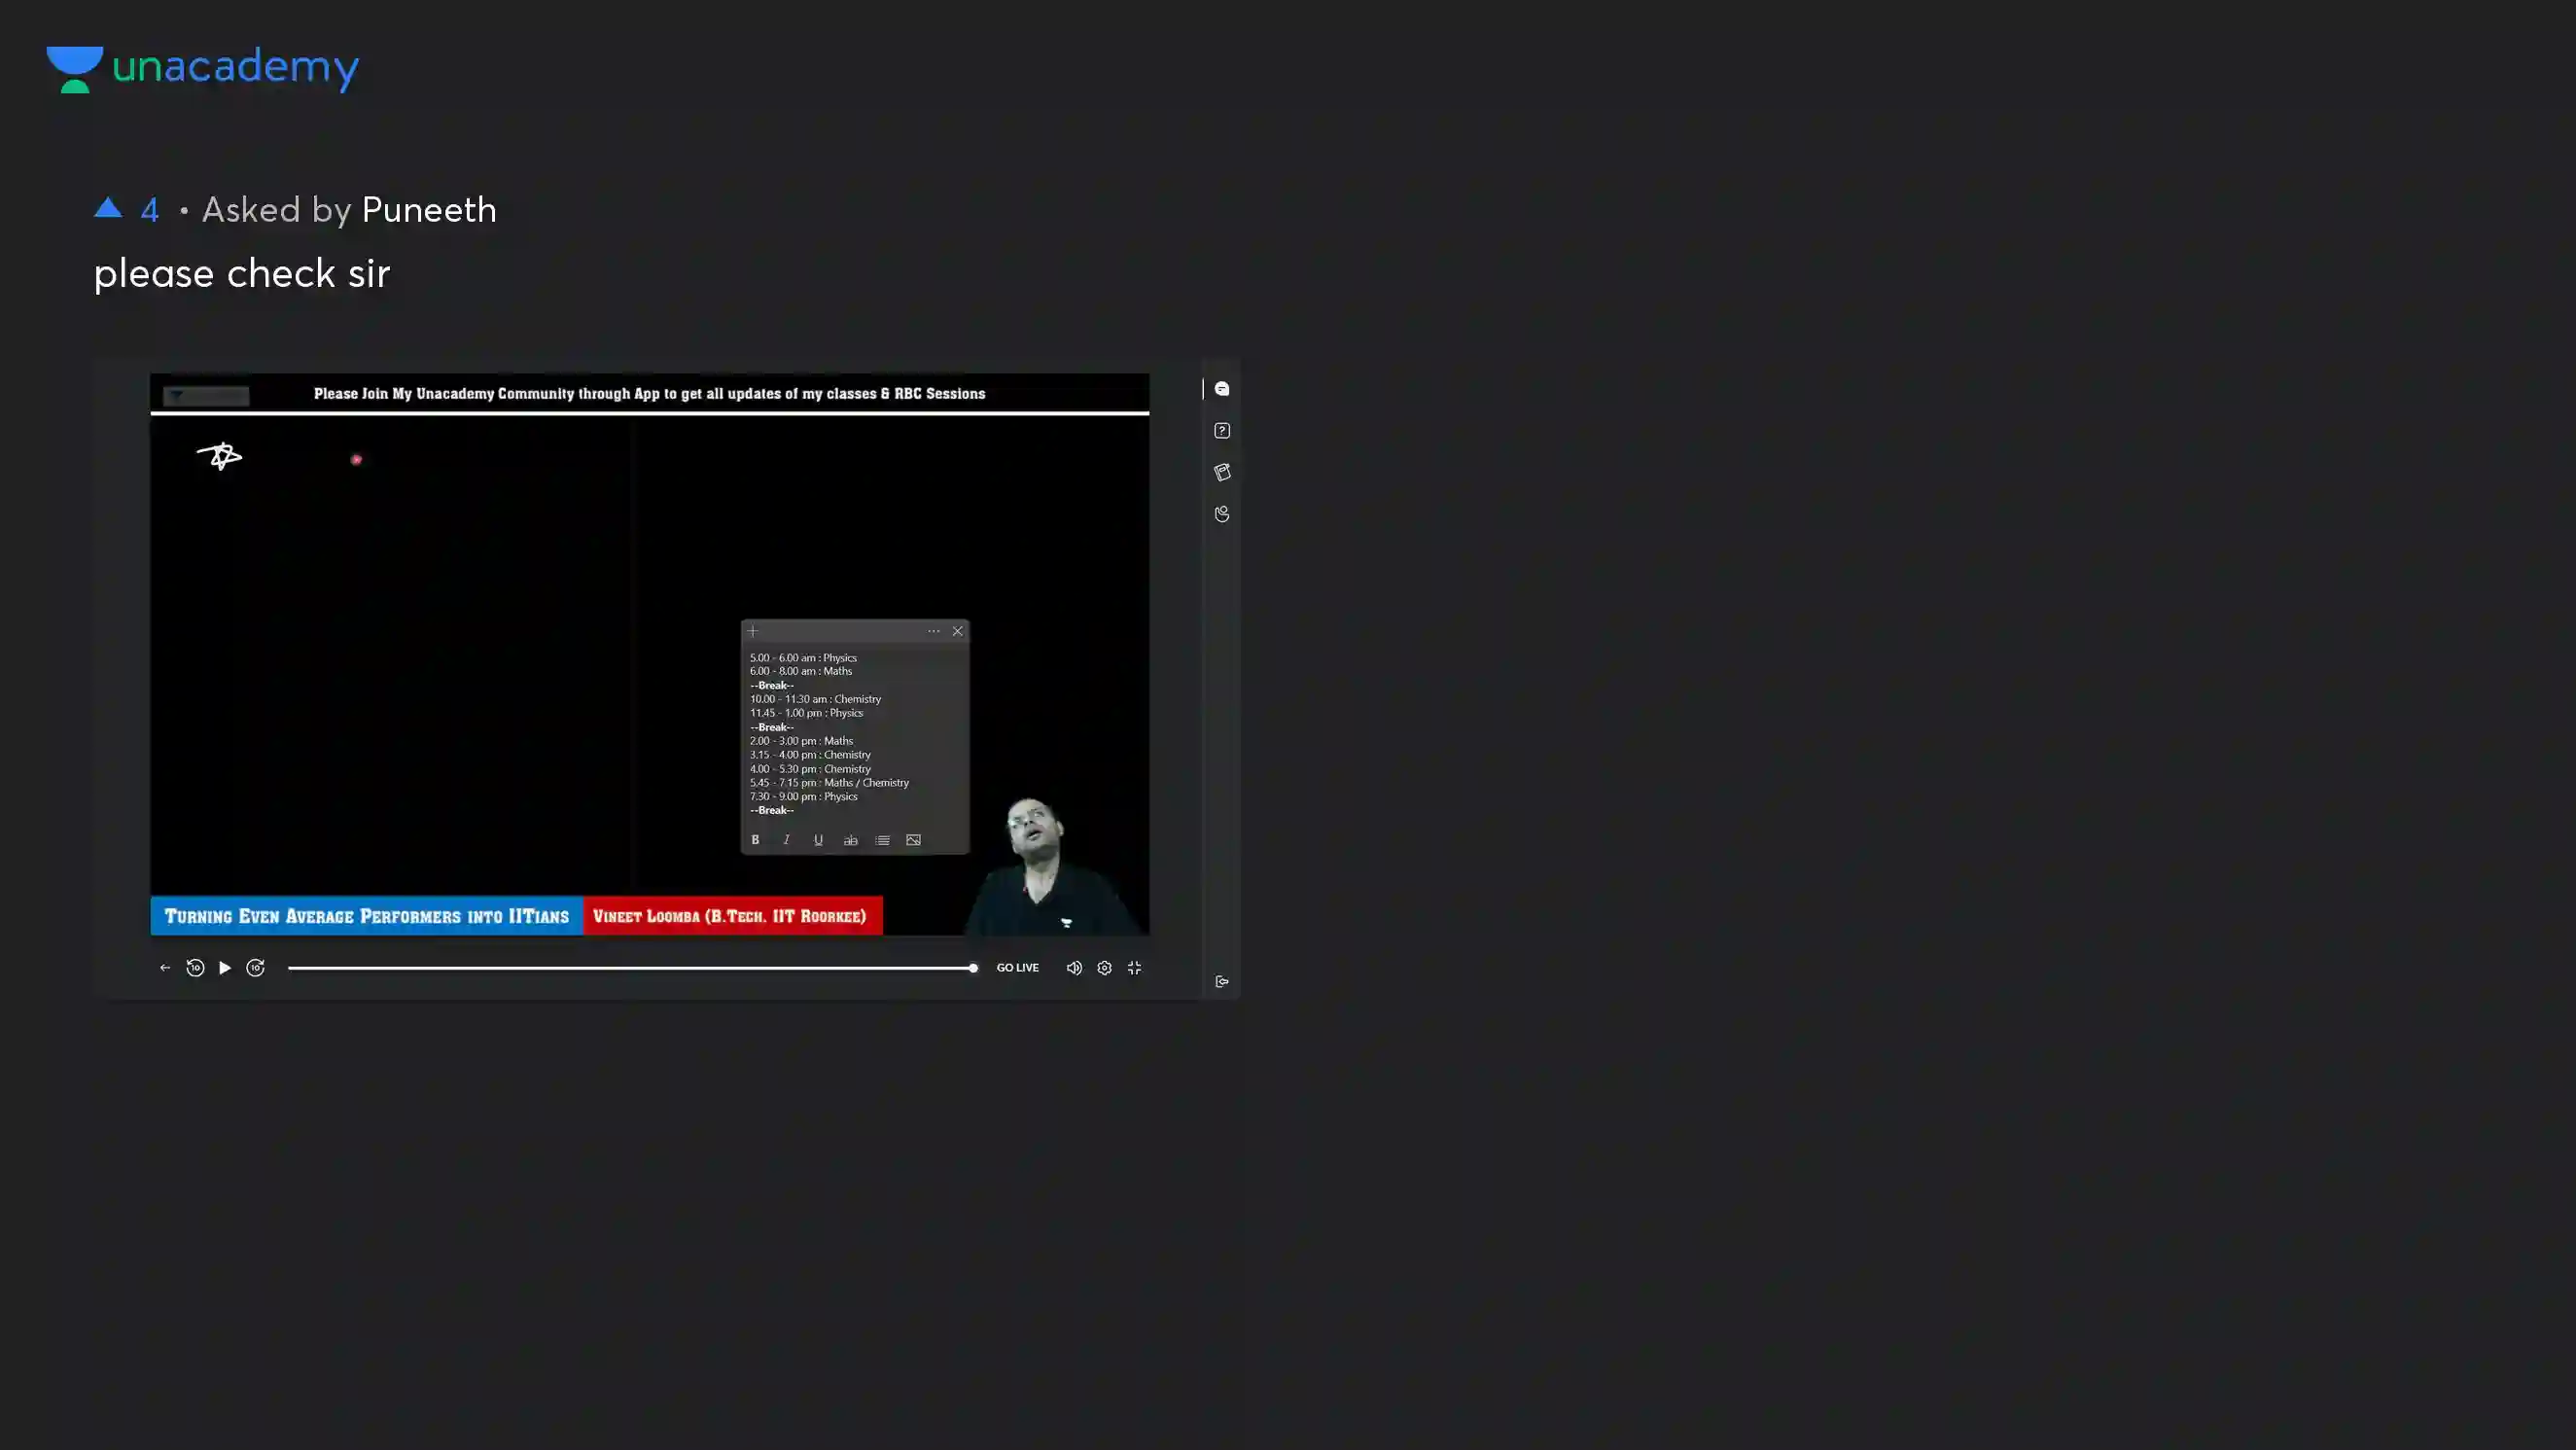 unacademy
4 • Asked by Puneeth
please check sir
Please Join My Unacademy Community through App to get all updates of my classes & RBC Sessions
5.00 - 6.00 am : Physics
6.00 - 8.00 am : Maths
--Break--
10.00 - 11.30 am : Chemistry
11.45 - 1.00 pm : Physics
--Break--
2.00 - 3.00 pm : Maths
3.15 - 4.00 pm : Chemistry
4.00 - 5.30 pm : Chemistry
5.45 - 7.15 pm : Maths / Chemistry
7.30 - 9.00 pm : Physics
--Break--
B I U ab
TURNING EVEN AVERAGE PERFORMERS INTO IITIANS VINEET LOOMBA (B.TECH. IIT ROORKEE)
10 10 GO LIVE